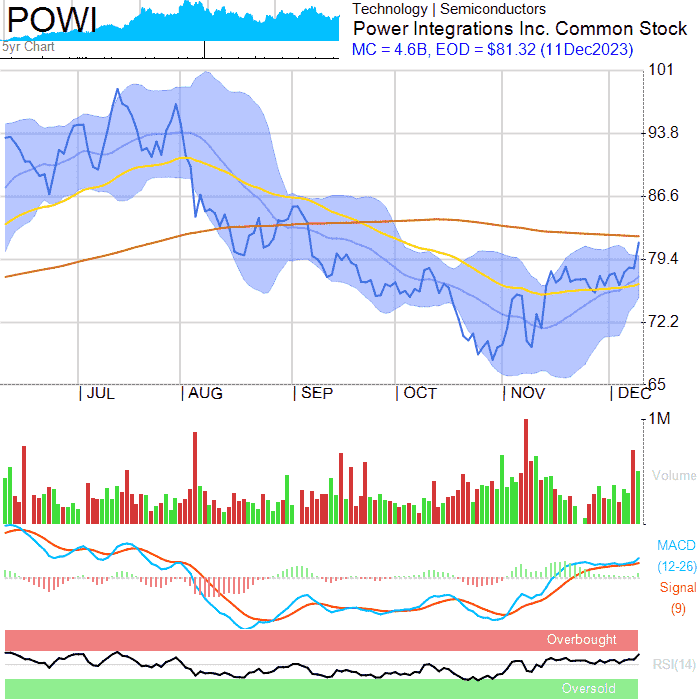 POWI
5yr Chart
Technology | Semiconductors
Power Integrations Inc. Common Stock
MC = 4.6B, EOD = $81.32 (11Dec2023)
101
93.8
86.6
79.4
72.2
65
JUL AUG SEP OCT NOV DEC
1M
Volume
MACD
(12-26)
Signal
(9)
Overbought
RSI(14)
Oversold